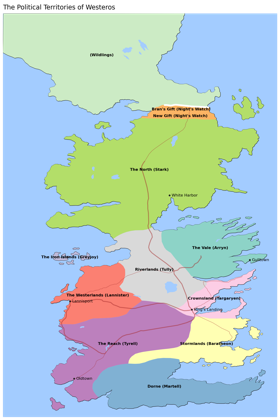 The Political Territories of Westeros
(Wildlings)
Bran's Gift (Night's Watch)
New Gift (Night's Watch)
The North (Stark)
White Harbor
The Vale (Arryn)
Gulltown
The Iron Islands (Greyjoy)
Riverlands (Tully)
The Westerlands (Lannister)
Lannisport
Crownsland (Targaryen)
King's Landing
The Reach (Tyrell)
Stormlands (Baratheon)
Oldtown
Dorne (Martell)